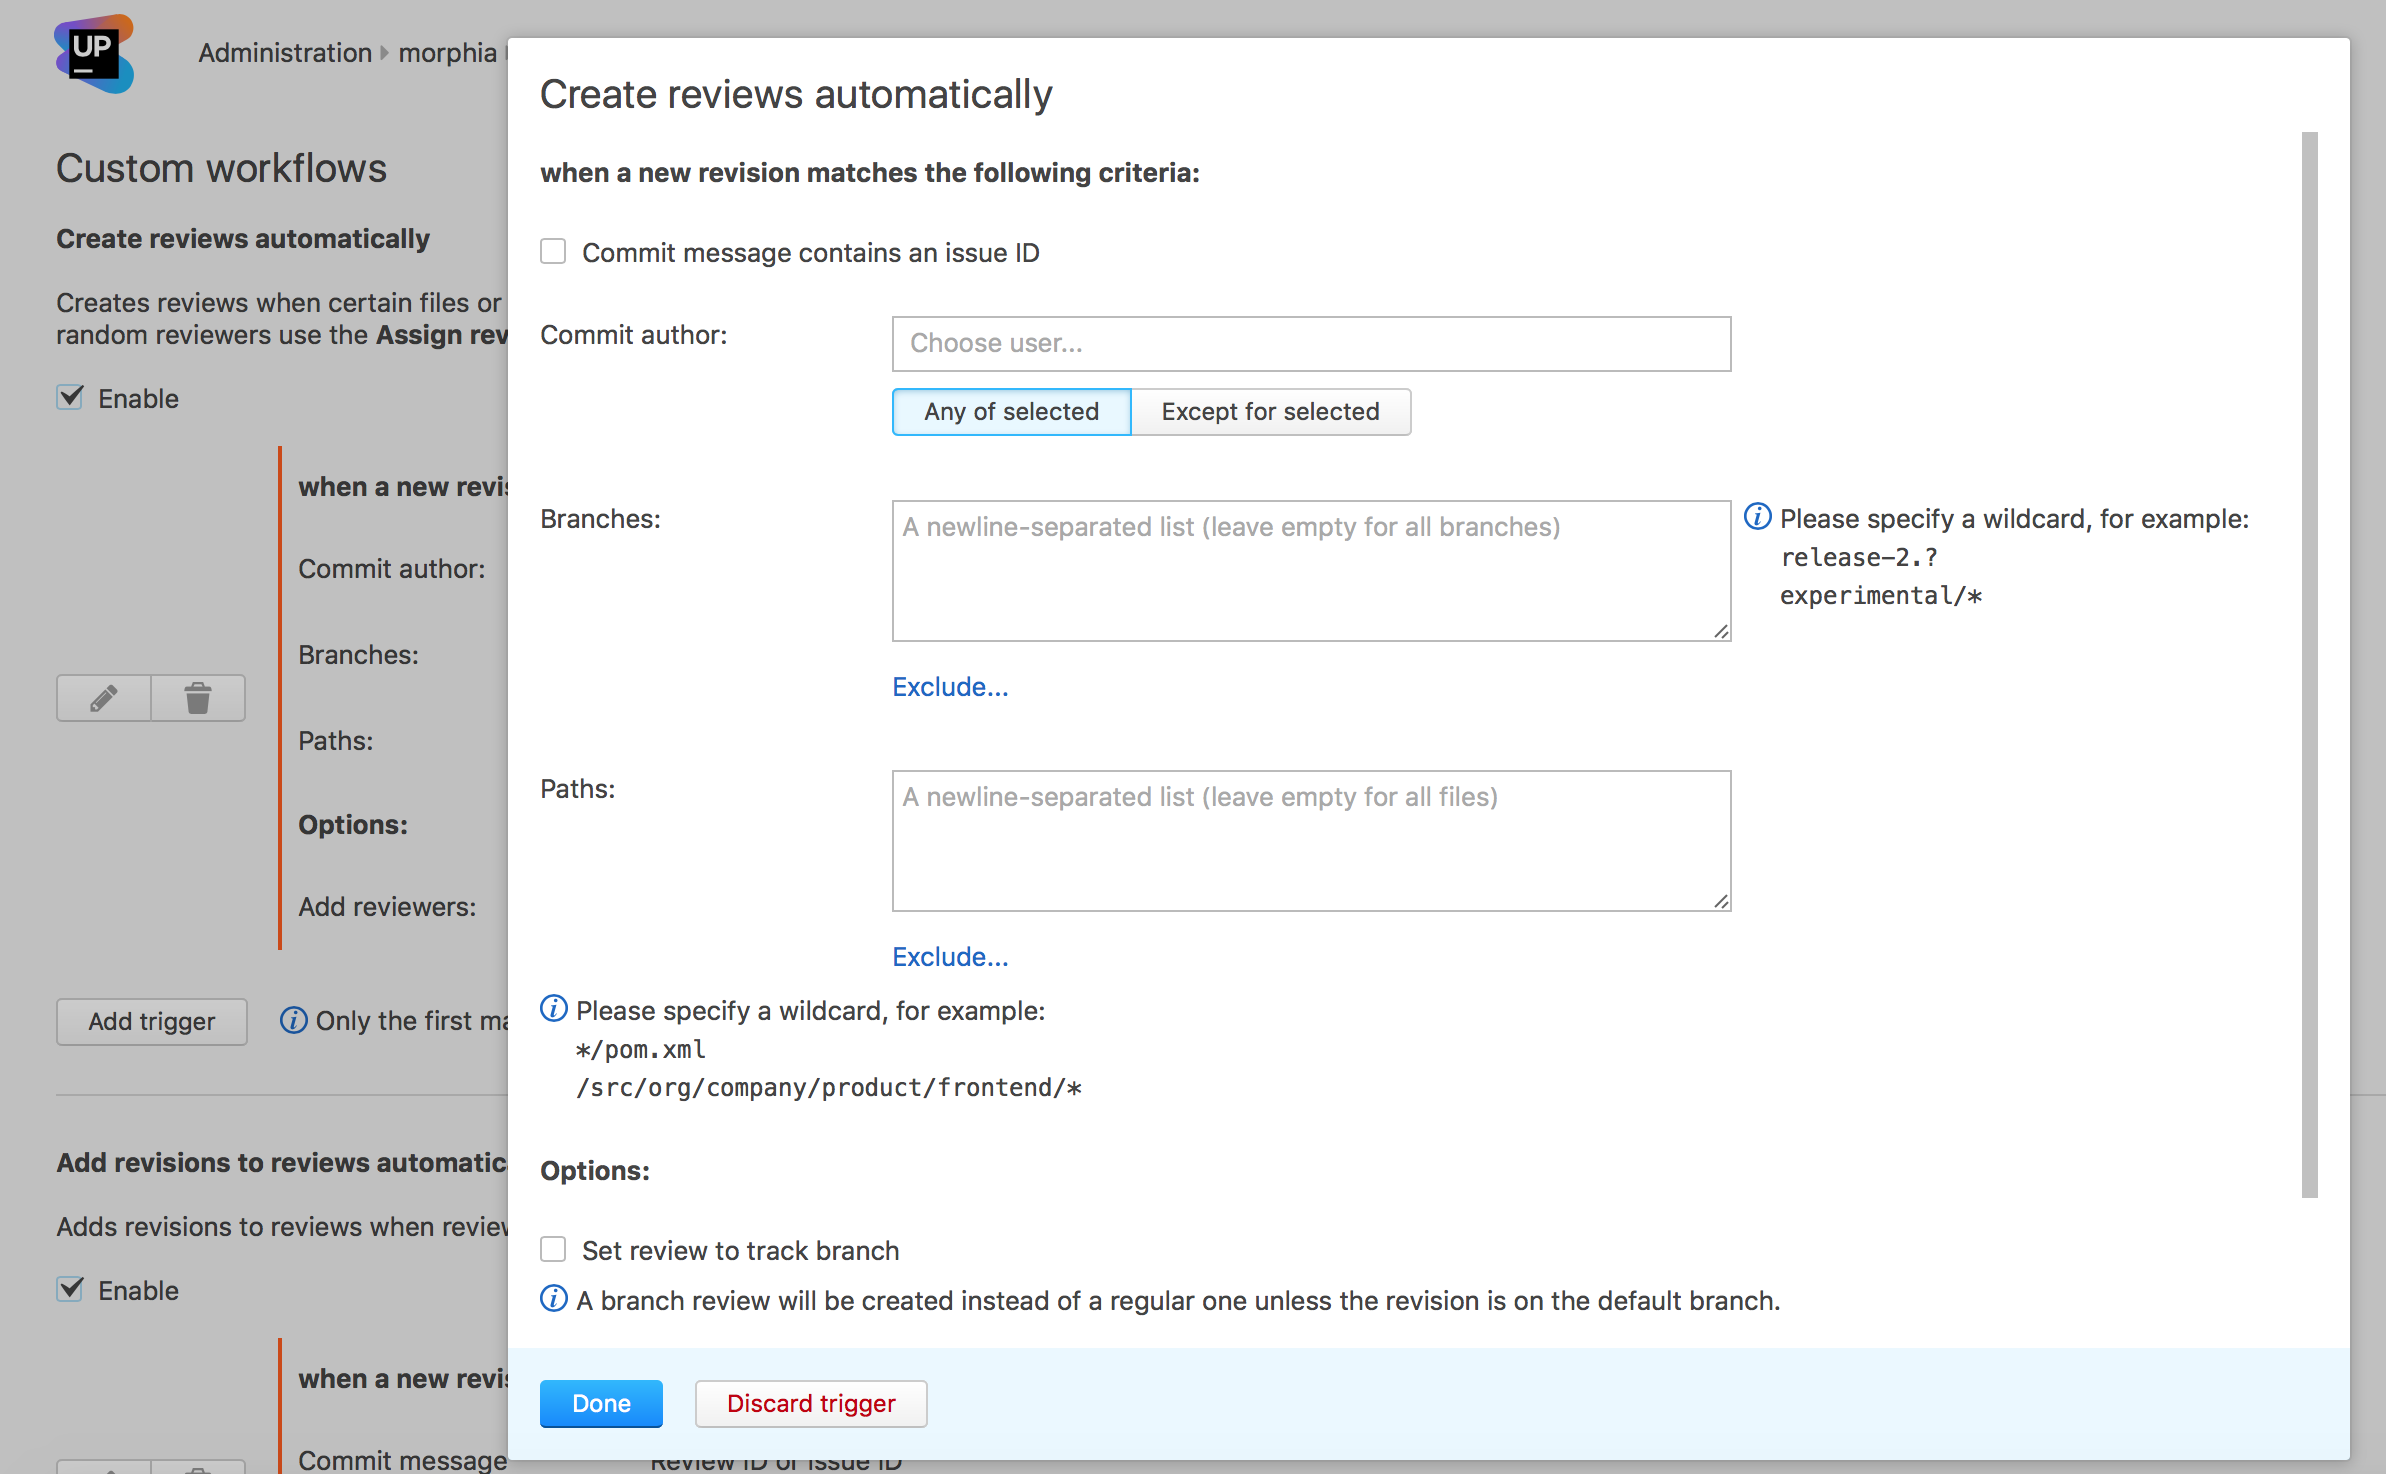 UP
Administration
morphia
Custom workflows
Create reviews automatically
Creates reviews when certain files or
random reviewers use the Assign rev
Enable
when a new revis
Commit author:
Branches:
Paths:
Options:
Add reviewers:
Add trigger
Only the first ma
Add revisions to reviews automatica
Adds revisions to reviews when review
Enable
when a new revis
Commit message
Review ID or issue ID
Create reviews automatically
when a new revision matches the following criteria:
Commit message contains an issue ID
Commit author:
Choose user...
Any of selected
Except for selected
Branches:
A newline-separated list (leave empty for all branches)
Please specify a wildcard, for example:
release-2.?
experimental/*
Exclude...
Paths:
A newline-separated list (leave empty for all files)
Exclude...
Please specify a wildcard, for example:
*/pom.xml
/src/org/company/product/frontend/*
Options:
Set review to track branch
A branch review will be created instead of a regular one unless the revision is on the default branch.
Done
Discard trigger